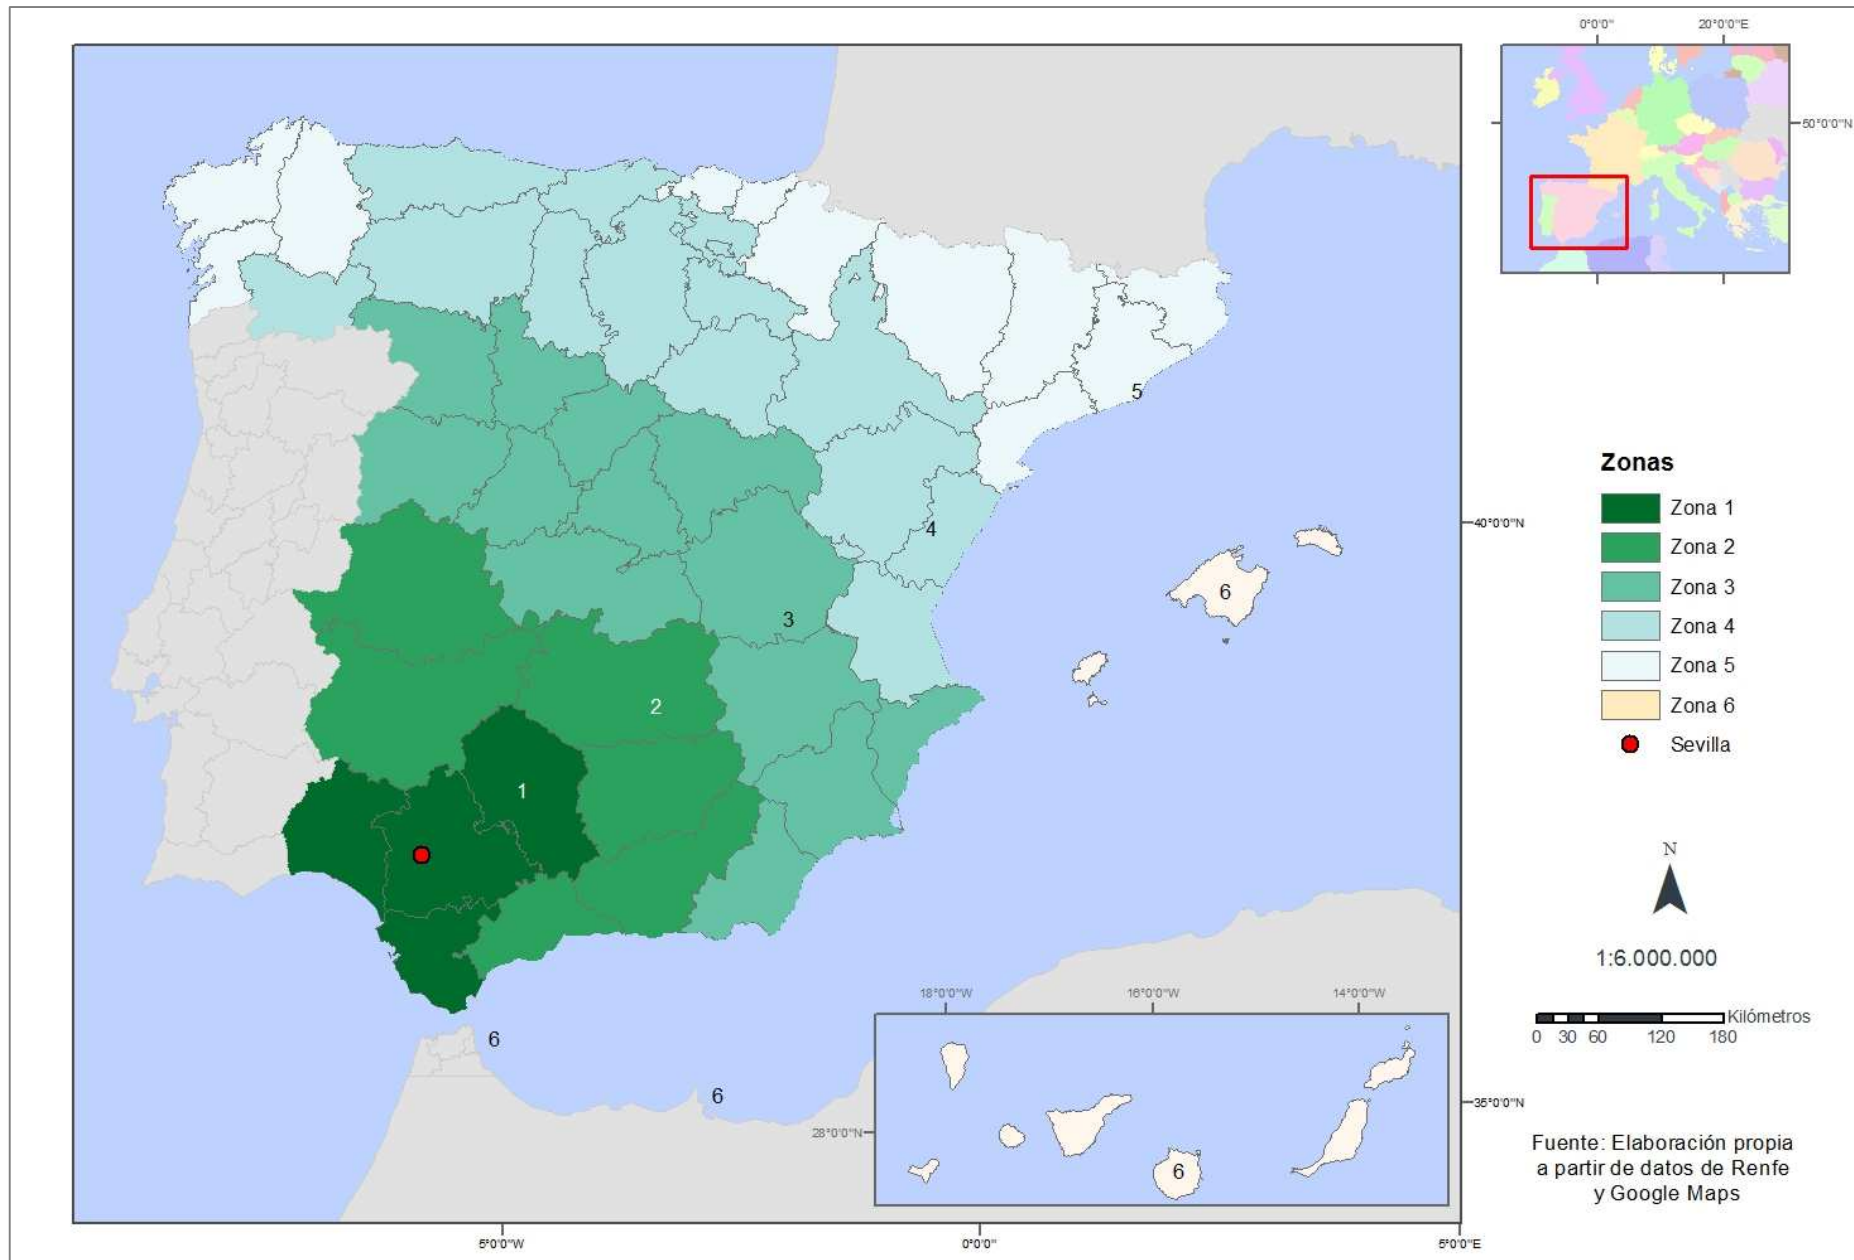 0°0'0"
20°0'0"E
50°0'0"N
5
4
40°0'0"N
6
3
2
1
Zonas
Zona 1
Zona 2
Zona 3
Zona 4
Zona 5
Zona 6
Sevilla
N
1:6.000.000
Kilómetros
0 30 60 120 180
18°0'0"W
16°0'0"W
14°0'0"W
6
6
28°0'0"N
6
35°0'0"N
Fuente: Elaboración propia
a partir de datos de Renfe
y Google Maps
5°0'0"W
0°0'0"
5°0'0"E